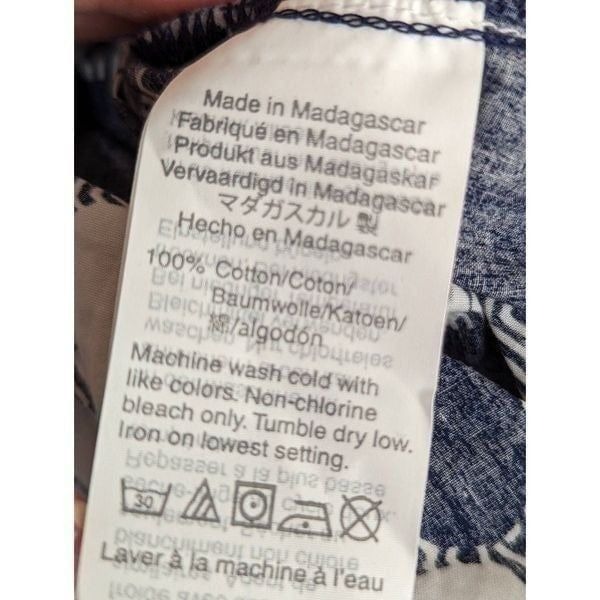 Made in Madagascar
Fabriqué en Madagascar
Produkt aus Madagaskar
Vervaardigd in Madagascar
マダガスカル 製
Hecho en Madagascar
100% Cotton/Coton/
Baumwolle/Katoen/
綿/algodón
Machine wash cold with
like colors. Non-chlorine
bleach only. Tumble dry low.
Iron on lowest setting.
30
Laver à la machine à l'eau